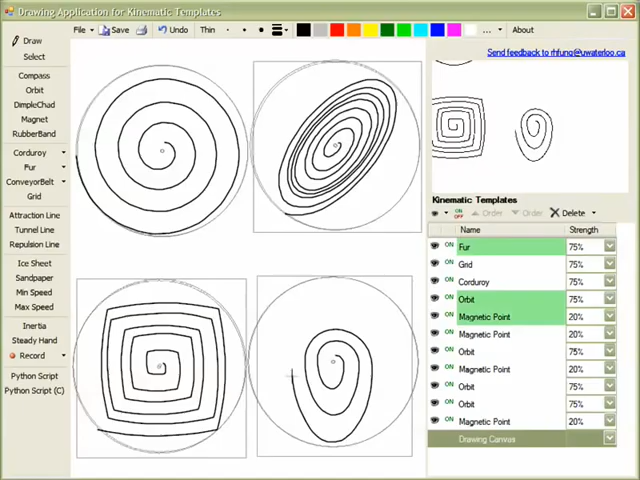 Drawing Application for Kinematic Templates
Draw
File
Save
Undo
Thin
...
About
Select
Send feedback to rhfung@uwaterloo.ca
Compass
Orbit
DimpleChad
Magnet
RubberBand
Corduroy
Fur
ConveyorBelt
Grid
Attraction Line
Tunnel Line
Repulsion Line
Ice Sheet
Sandpaper
Min Speed
Max Speed
Inertia
Steady Hand
Record
Python Script
Python Script (C)
Kinematic Templates
ON OFF
Order
Order
Delete
Name Strength
ON Fur 75%
ON Grid 75%
ON Corduroy 75%
ON Orbit 75%
ON Magnetic Point 20%
ON Magnetic Point 20%
ON Orbit 75%
ON Magnetic Point 20%
ON Orbit 75%
ON Orbit 75%
ON Magnetic Point 20%
Drawing Canvas